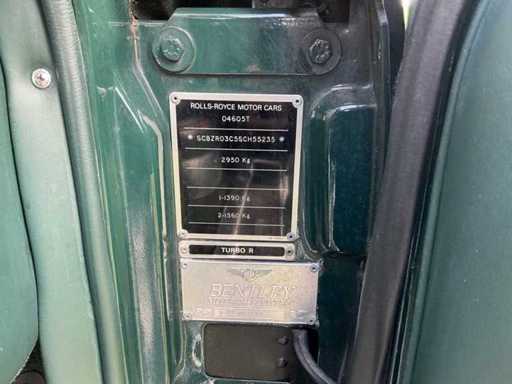 ROLLS-ROYCE MOTOR CARS
04605T
* SCBZR03C5SCH55235 *
2950 Kg
1-1390 Kg
2-1560 Kg
TURBO R
BENTLEY